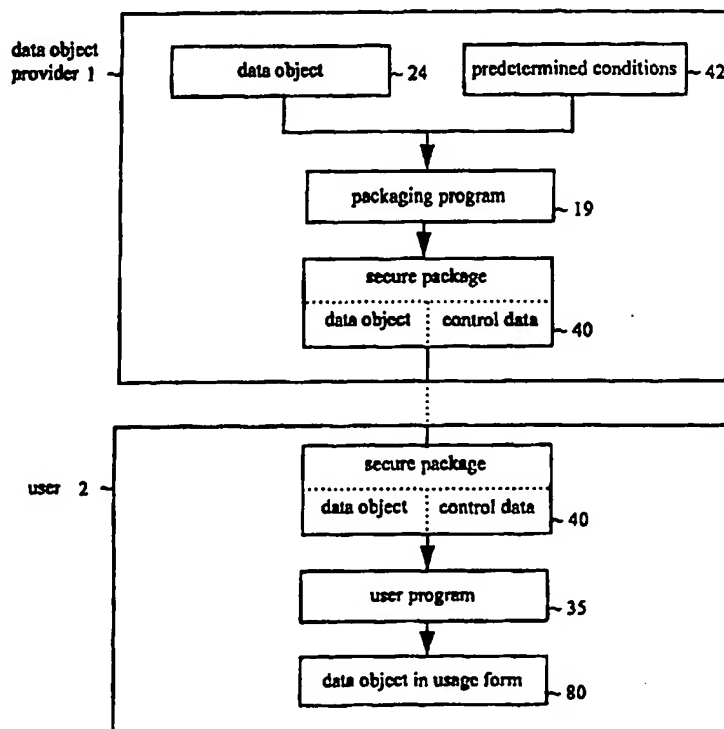 data object
provider 1
data object
~ 24
predetermined conditions
~ 42
packaging program
~ 19
secure package
data object
control data
~ 40
user 2
secure package
data object
control data
~ 40
user program
~ 35
data object in usage form
~ 80